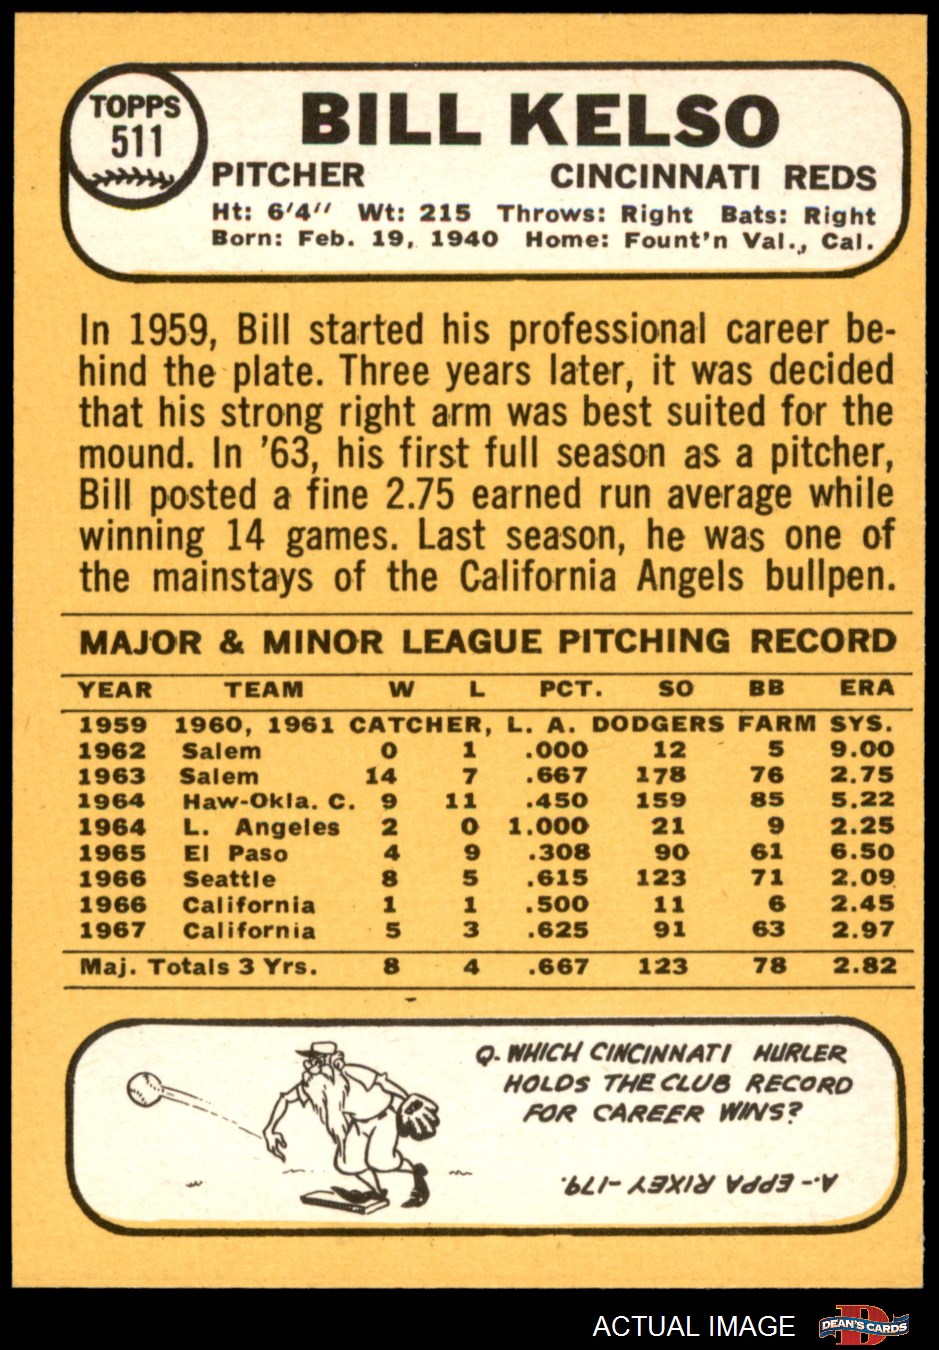 TOPPS
511
BILL KELSO
PITCHER CINCINNATI REDS
Ht: 6'4" Wt: 215 Throws: Right Bats: Right
Born: Feb. 19, 1940 Home: Fount'n Val., Cal.
In 1959, Bill started his professional career be-
hind the plate. Three years later, it was decided
that his strong right arm was best suited for the
mound. In '63, his first full season as a pitcher,
Bill posted a fine 2.75 earned run average while
winning 14 games. Last season, he was one of
the mainstays of the California Angels bullpen.
MAJOR & MINOR LEAGUE PITCHING RECORD
YEAR TEAM W L PCT. SO BB ERA
1959 1960, 1961 CATCHER, L. A. DODGERS FARM SYS.
1962 Salem 0 1 .000 12 5 9.00
1963 Salem 14 7 .667 178 76 2.75
1964 Haw-Okla. C. 9 11 .450 159 85 5.22
1964 L. Angeles 2 0 1.000 21 9 2.25
1965 El Paso 4 9 .308 90 61 6.50
1966 Seattle 8 5 .615 123 71 2.09
1966 California 1 1 .500 11 6 2.45
1967 California 5 3 .625 91 63 2.97
Maj. Totals 3 Yrs. 8 4 .667 123 78 2.82
Q. WHICH CINCINNATI HURLER
HOLDS THE CLUB RECORD
FOR CAREER WINS?
A-. EPPA RIXEY -179.
ACTUAL IMAGE DEAN'S CARDS